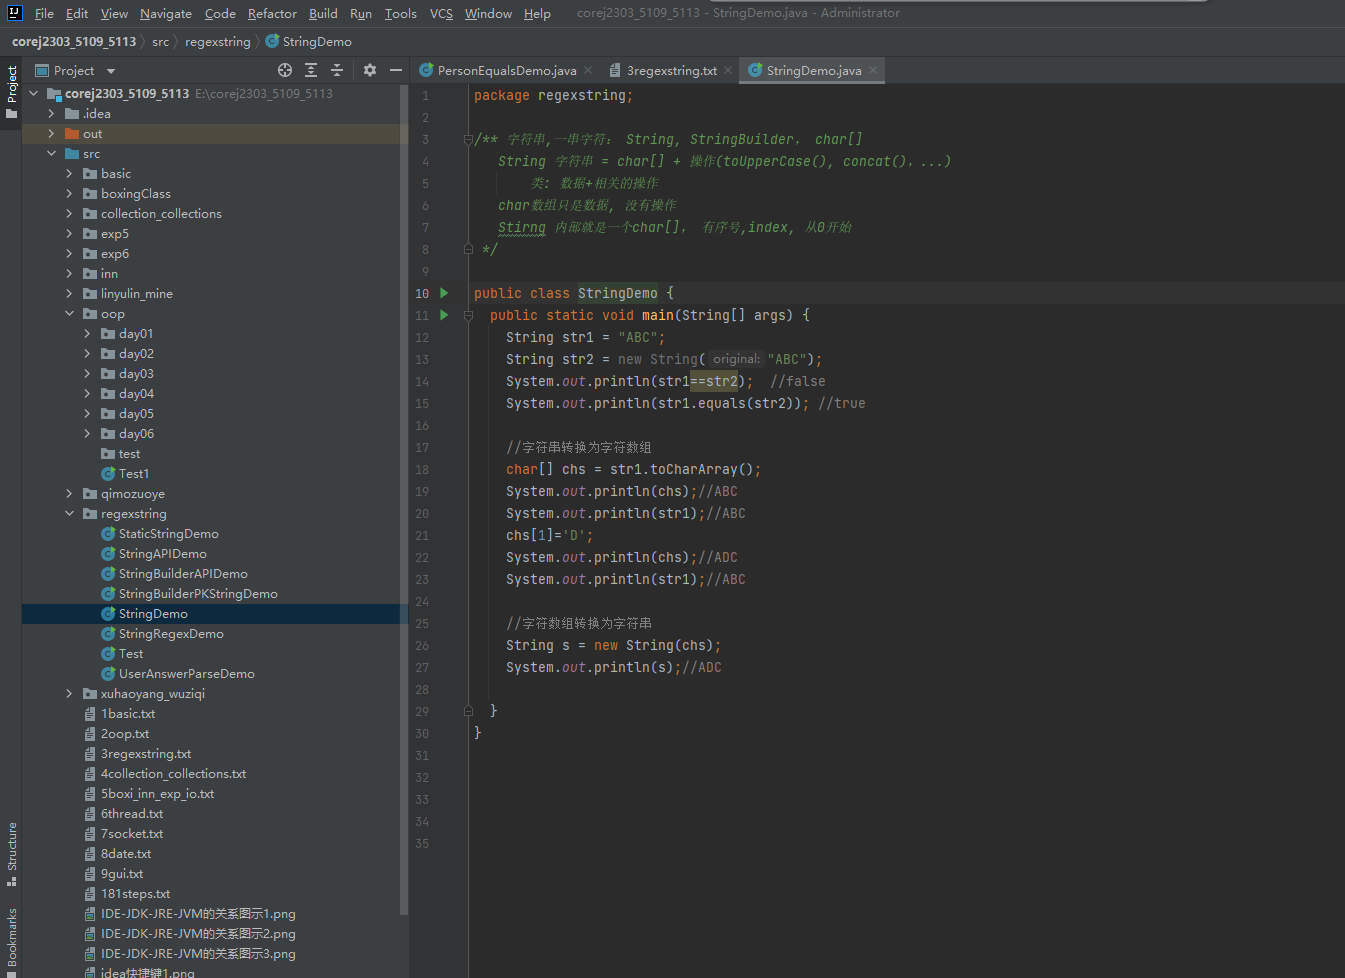 File Edit View Navigate Code Refactor Build Run Tools VCS Window Help corej2303_5109_5113 - StringDemo.java - Administrator
corej2303_5109_5113 src regexstring StringDemo
Project
Project
PersonEqualsDemo.java
3regexstring.txt
StringDemo.java
corej2303_5109_5113 E:\corej2303_5109_5113
.idea
out
src
basic
boxingClass
collection_collections
exp5
exp6
inn
linyulin_mine
oop
day01
day02
day03
day04
day05
day06
test
Test1
qimozuoye
regexstring
StaticStringDemo
StringAPIDemo
StringBuilderAPIDemo
StringBuilderPKStringDemo
StringDemo
StringRegexDemo
Test
UserAnswerParseDemo
xuhaoyang_wuziqi
1basic.txt
2oop.txt
3regexstring.txt
4collection_collections.txt
5boxi_inn_exp_io.txt
6thread.txt
7socket.txt
8date.txt
9gui.txt
181steps.txt
IDE-JDK-JRE-JVM的关系图示1.png
IDE-JDK-JRE-JVM的关系图示2.png
IDE-JDK-JRE-JVM的关系图示3.png
idea快捷键1.png
Structure
Bookmarks
1 package regexstring;
2
3 /** 字符串,一串字符: String, StringBuilder, char[]
4 String 字符串 = char[] + 操作(toUpperCase(), concat(), ...)
5 类: 数据+相关的操作
6 char数组只是数据, 没有操作
7 Stirng 内部就是一个char[], 有序号,index, 从0开始
8 */
9
10 public class StringDemo {
11 public static void main(String[] args) {
12 String str1 = "ABC";
13 String str2 = new String( original: "ABC");
14 System.out.println(str1==str2); //false
15 System.out.println(str1.equals(str2)); //true
16
17 //字符串转换为字符数组
18 char[] chs = str1.toCharArray();
19 System.out.println(chs);//ABC
20 System.out.println(str1);//ABC
21 chs[1]='D';
22 System.out.println(chs);//ADC
23 System.out.println(str1);//ABC
24
25 //字符数组转换为字符串
26 String s = new String(chs);
27 System.out.println(s);//ADC
28
29 }
30 }
31
32
33
34
35